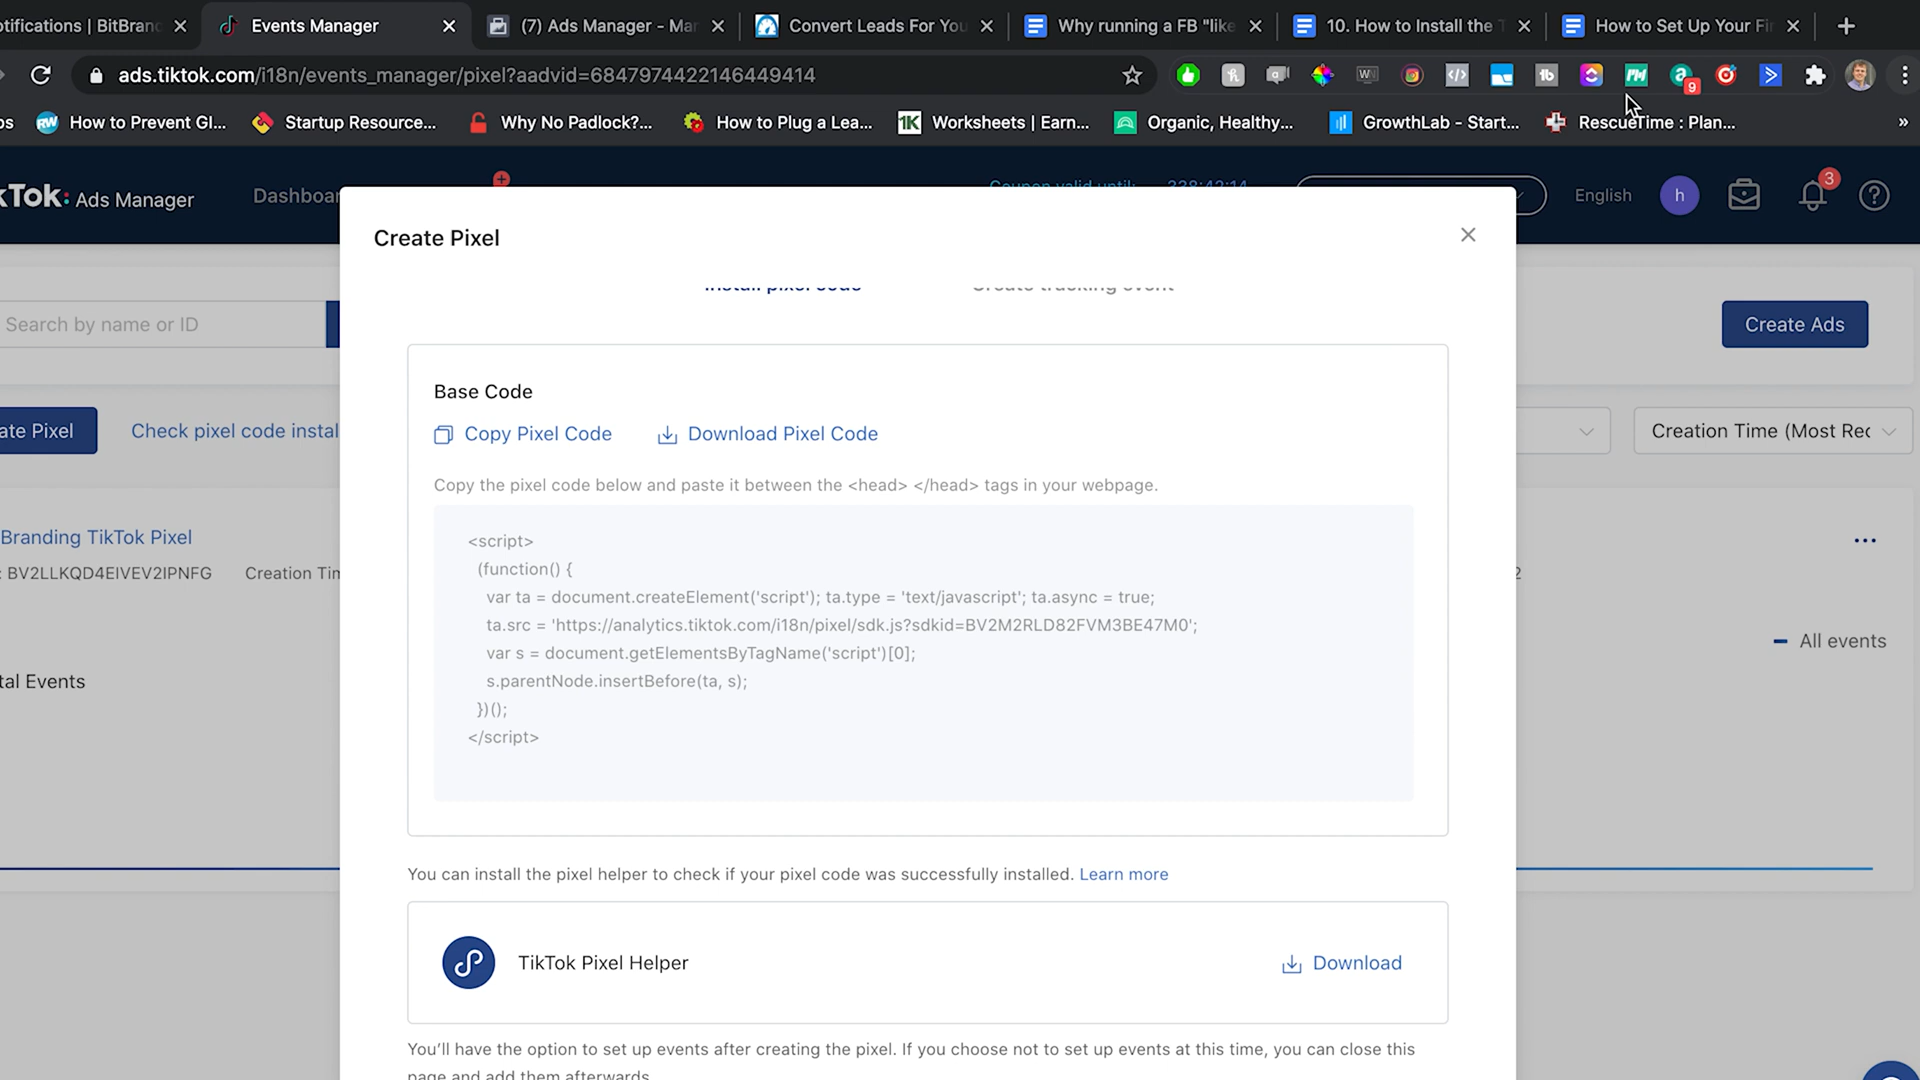 otifications | BitBran
Events Manager
(7) Ads Manager - Mar
Convert Leads For You
Why running a FB "like
10. How to Install the T
How to Set Up Your Fi
ads.tiktok.com/i18n/events_manager/pixel?aadvid=6847974422146449414
9
ps
How to Prevent Gl...
Startup Resource...
Why No Padlock?...
How to Plug a Lea...
1K
Worksheets | Earn...
Organic, Healthy...
GrowthLab - Start...
RescueTime : Plan...
»
kTok: Ads Manager
Dashboar
English
h
3
Create Pixel
Install pixel code
Create tracking event
Search by name or ID
Create Ads
ate Pixel
Check pixel code instal
Creation Time (Most Rec
Base Code
Copy Pixel Code
Download Pixel Code
Copy the pixel code below and paste it between the <head> </head> tags in your webpage.
<script>
(function() {
var ta = document.createElement('script'); ta.type = 'text/javascript'; ta.async = true;
ta.src = 'https://analytics.tiktok.com/i18n/pixel/sdk.js?sdkid=BV2M2RLD82FVM3BE47M0';
var s = document.getElementsByTagName('script')[0];
s.parentNode.insertBefore(ta, s);
})();
</script>
Branding TikTok Pixel
: BV2LLKQD4EIVEV2IPNFG
Creation Tim
2
All events
tal Events
You can install the pixel helper to check if your pixel code was successfully installed. Learn more
TikTok Pixel Helper
Download
You'll have the option to set up events after creating the pixel. If you choose not to set up events at this time, you can close this
page and add them afterwards